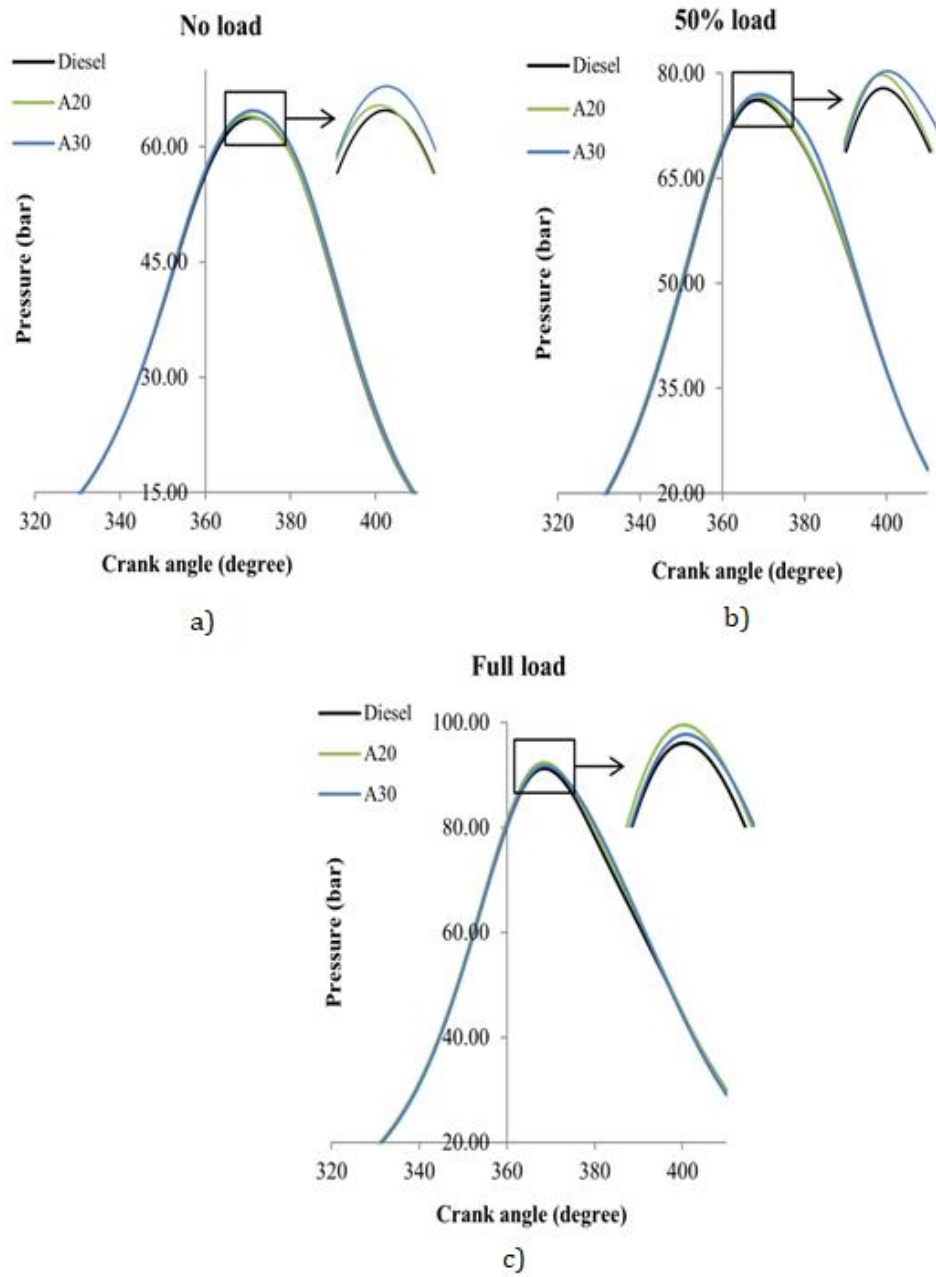 No load
Diesel
A20
A30
Pressure (bar)
60.00
45.00
30.00
15.00
320 340 360 380 400
Crank angle (degree)
a)
50% load
Diesel
A20
A30
Pressure (bar)
80.00
65.00
50.00
35.00
20.00
320 340 360 380 400
Crank angle (degree)
b)
Full load
Diesel
A20
A30
Pressure (bar)
100.00
80.00
60.00
40.00
20.00
320 340 360 380 400
Crank angle (degree)
c)